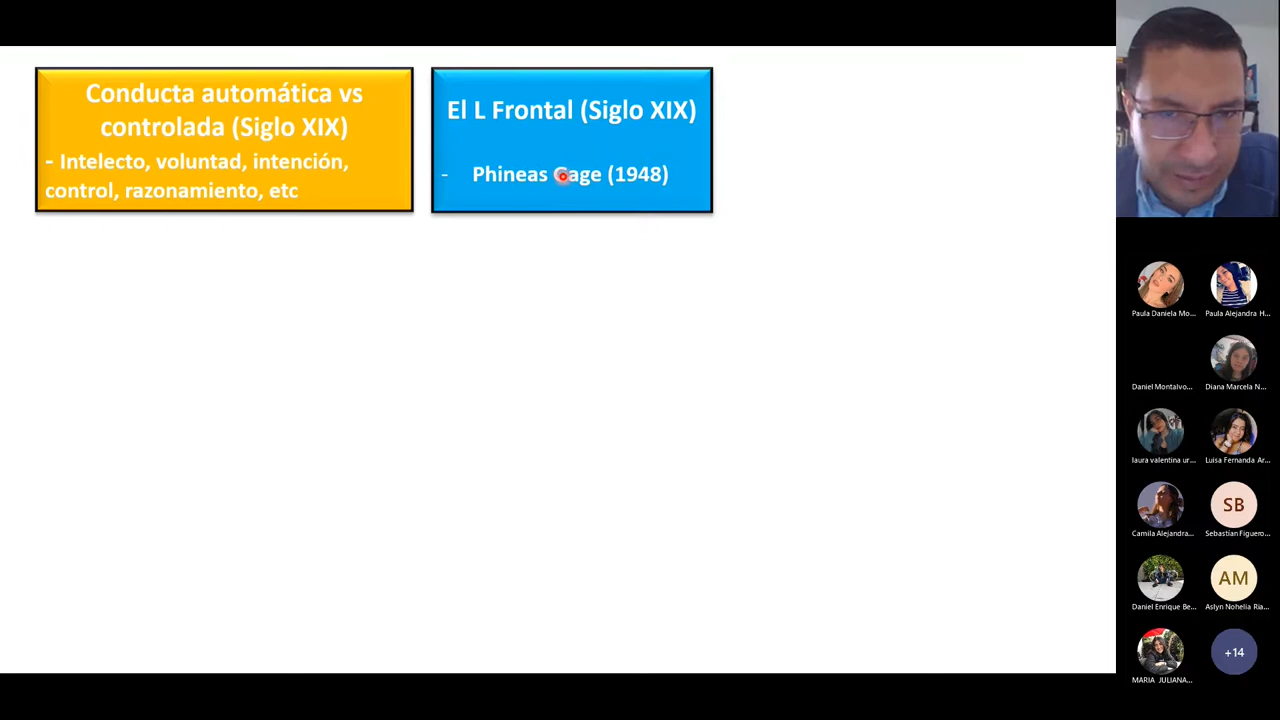 Conducta automática vs
controlada (Siglo XIX)
- Intelecto, voluntad, intención,
control, razonamiento, etc
El L Frontal (Siglo XIX)
- Phineas Gage (1948)
Paula Daniela Mo...
Paula Alejandra H...
Daniel Montalvo...
Diana Marcela N...
laura valentina ur...
Luisa Fernanda Ar...
Camila Alejandra...
SB
Sebastían Figuero...
Daniel Enrique Be...
AM
Aslyn Nohelia Ria...
MARIA JULIANA...
+14